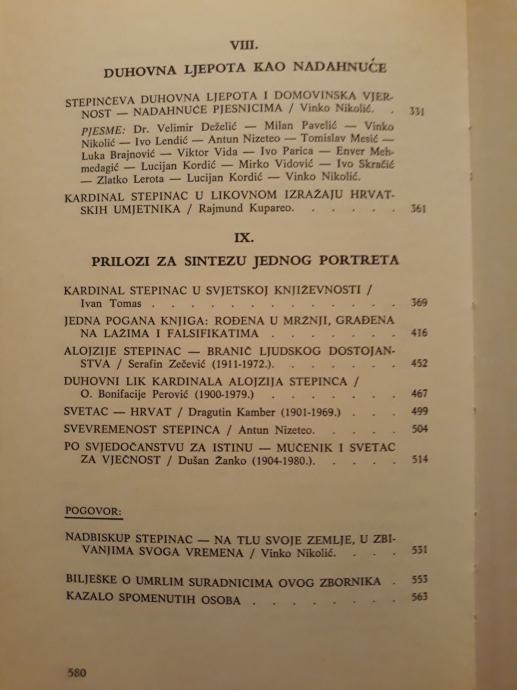 VIII.
DUHOVNA LJEPOTA KAO NADAHNUĆE
STEPINČEVA DUHOVNA LJEPOTA I DOMOVINSKA VJER-
NOST — NADAHNUĆE PJESNICIMA / Vinko Nikolić. . 331
PJESME: Dr. Velimir Deželić — Milan Pavelić — Vinko
Nikolić — Ivo Lendić — Antun Nizeteo — Tomislav Mesić —
Luka Brajnović — Viktor Vida — Ivo Parica — Enver Meh-
medagić — Lucijan Kordić — Mirko Vidović — Ivo Skračić
— Zlatko Lerota — Lucijan Kordić — Vinko Nikolić.
KARDINAL STEPINAC U LIKOVNOM IZRAŽAJU HRVAT-
SKIH UMJETNIKA / Rajmund Kupareo. . . . . . 361
IX.
PRILOZI ZA SINTEZU JEDNOG PORTRETA
KARDINAL STEPINAC U SVJETSKOJ KNJIŽEVNOSTI /
Ivan Tomas . . . . . . . . . . . . 369
JEDNA POGANA KNJIGA: ROĐENA U MRŽNJI, GRAĐENA
NA LAŽIMA I FALSIFIKATIMA . . . . . . 416
ALOJZIJE STEPINAC — BRANIČ LJUDSKOG DOSTOJAN-
STVA / Serafin Zečević (1911-1972.). . . . . . 452
DUHOVNI LIK KARDINALA ALOJZIJA STEPINCA /
O. Bonifacije Perović (1900-1979.) . . . . . . 467
SVETAC — HRVAT / Dragutin Kamber (1901-1969.) . . . 499
SVEVREMENOST STEPINCA / Antun Nizeteo. . . . . 504
PO SVJEDOČANSTVU ZA ISTINU — MUČENIK I SVETAC
ZA VJEČNOST / Dušan Žanko (1904-1980.). . . . . 514
POGOVOR:
NADBISKUP STEPINAC — NA TLU SVOJE ZEMLJE, U ZBI-
VANJIMA SVOGA VREMENA / Vinko Nikolić. . . . 531
BILJEŠKE O UMRLIM SURADNICIMA OVOG ZBORNIKA . 553
KAZALO SPOMENUTIH OSOBA . . . . . . . 563
580